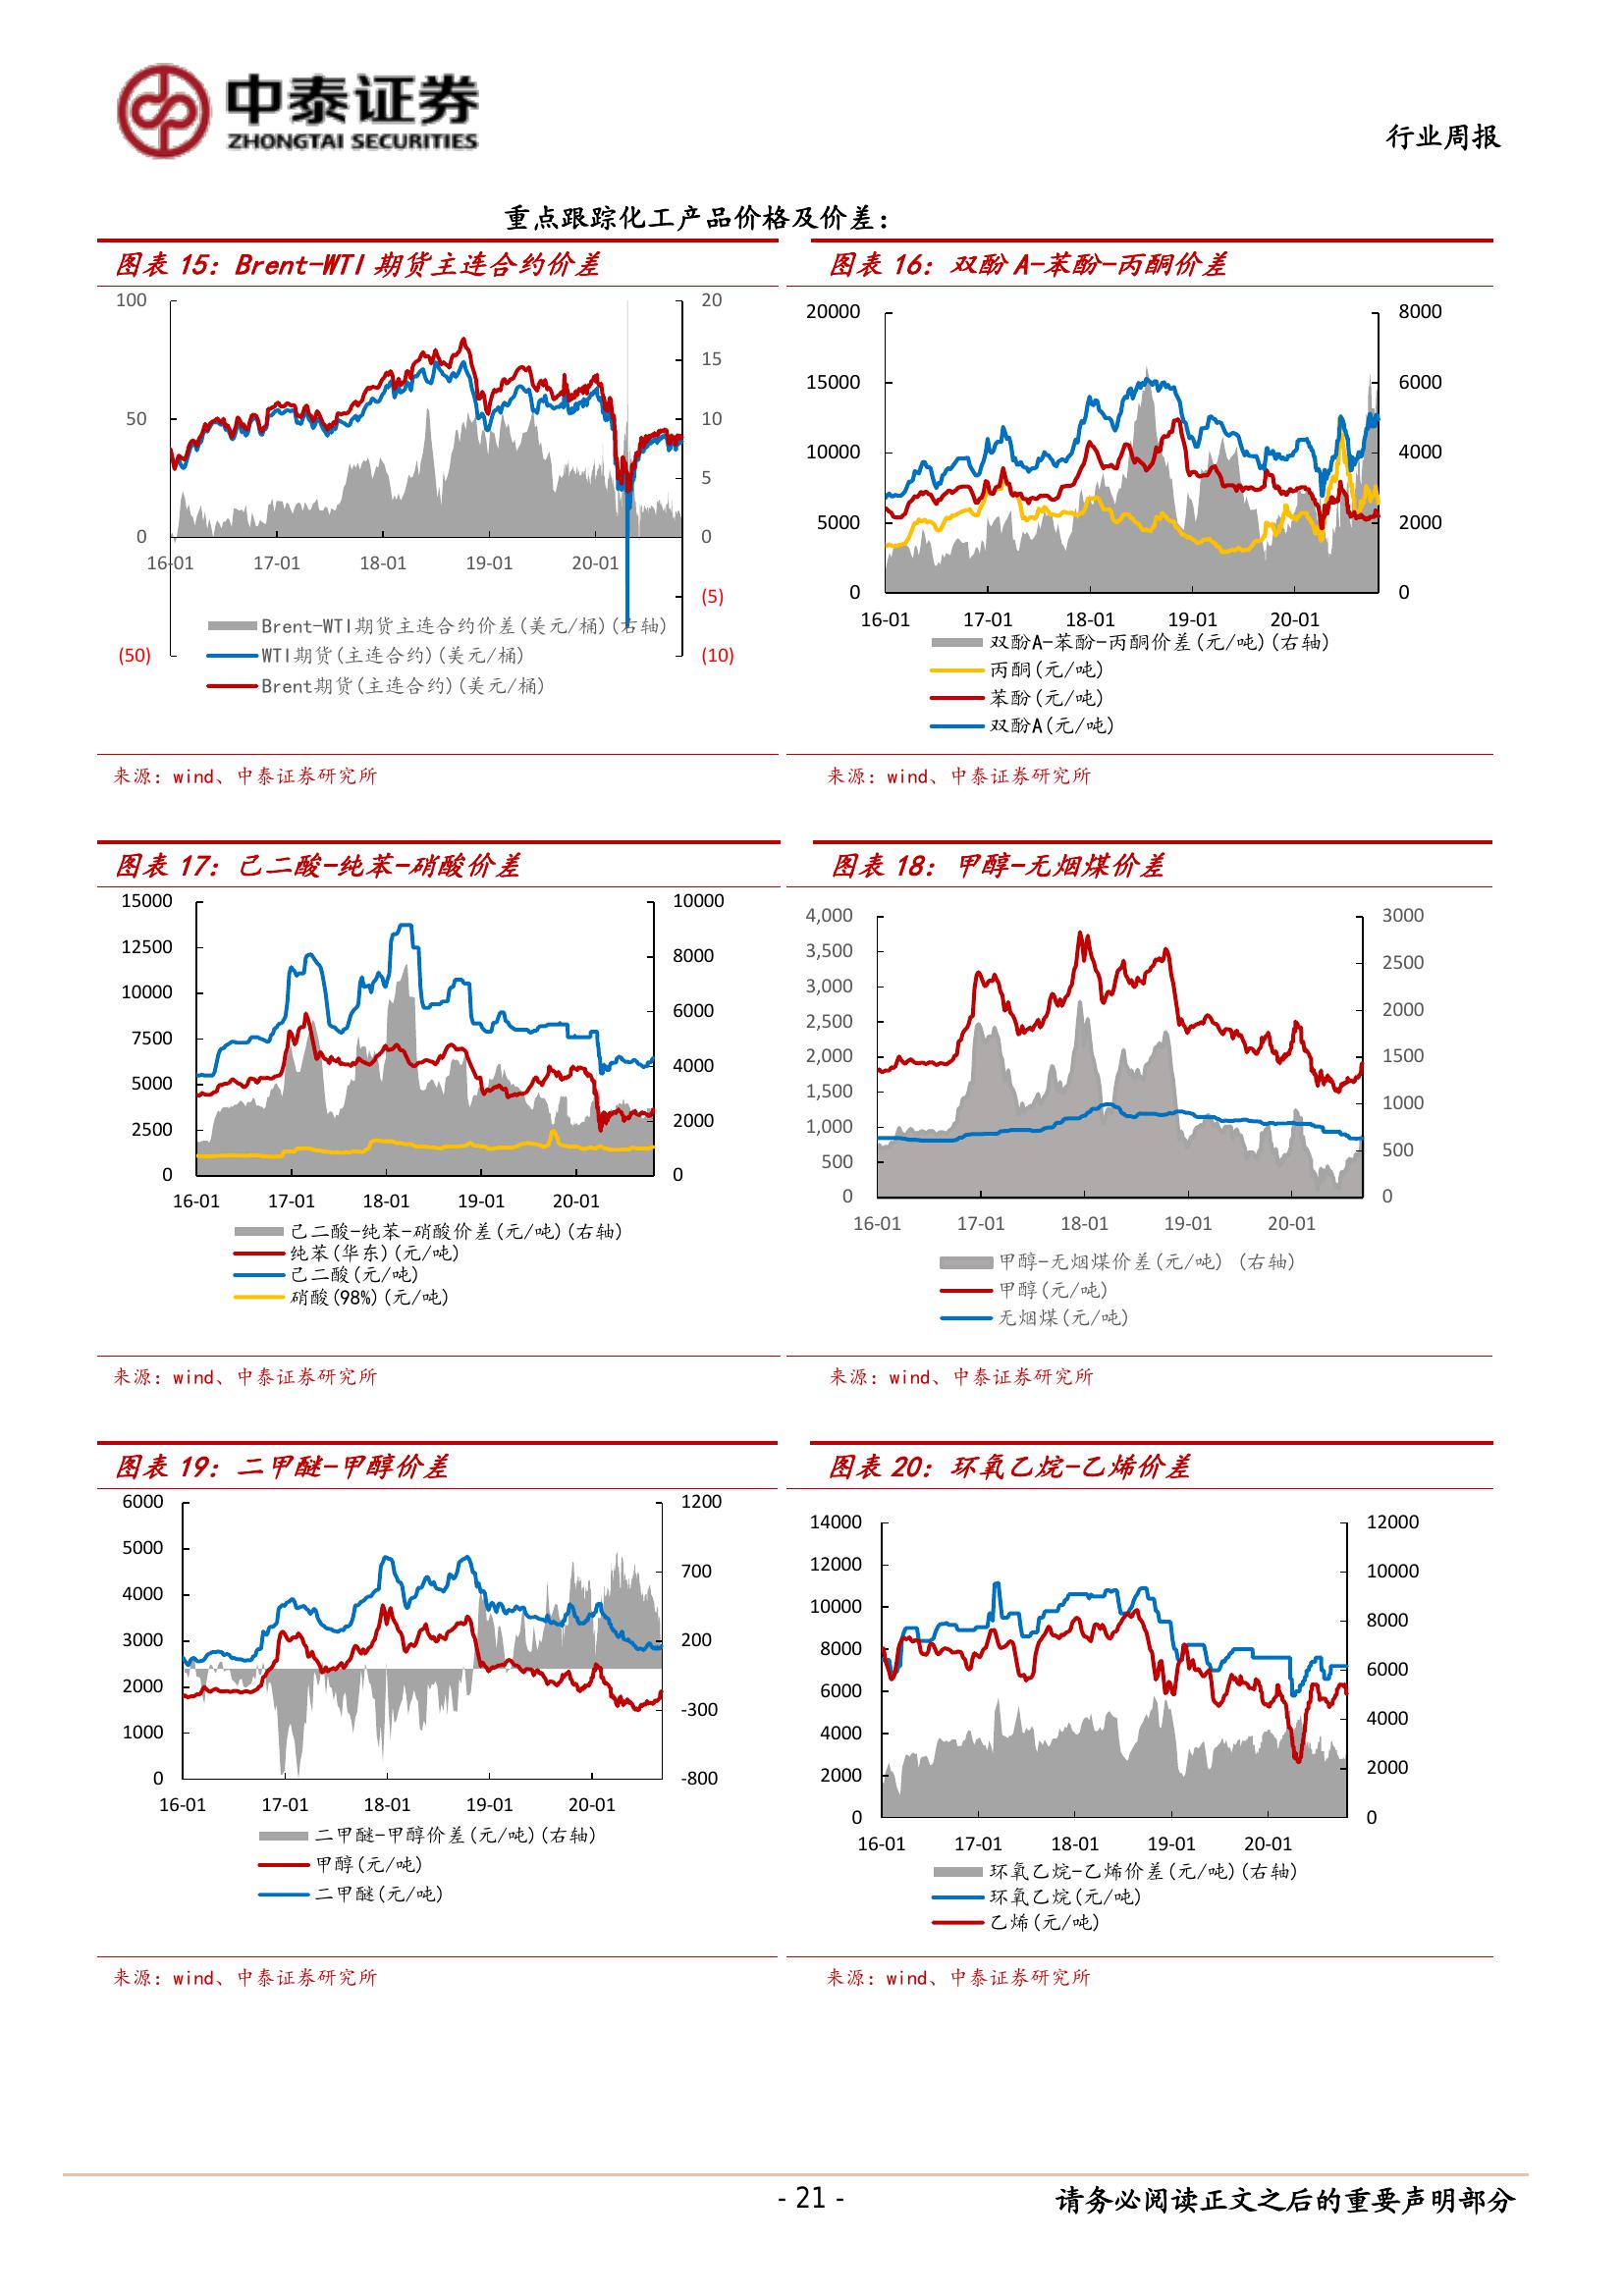 中泰证券
ZHONGTAI SECURITIES
行业周报
重点跟踪化工产品价格及价差：
图表 15：Brent-WTI 期货主连合约价差
100
50
0
(50)
20
15
10
5
0
(5)
(10)
16-01 17-01 18-01 19-01 20-01
Brent-WTI期货主连合约价差(美元/桶)(右轴)
WTI期货(主连合约)(美元/桶)
Brent期货(主连合约)(美元/桶)
来源：wind、中泰证券研究所
图表 16：双酚 A-苯酚-丙酮价差
20000
15000
10000
5000
0
8000
6000
4000
2000
0
16-01 17-01 18-01 19-01 20-01
双酚A-苯酚-丙酮价差(元/吨)(右轴)
丙酮(元/吨)
苯酚(元/吨)
双酚A(元/吨)
来源：wind、中泰证券研究所
图表 17：己二酸-纯苯-硝酸价差
15000
12500
10000
7500
5000
2500
0
10000
8000
6000
4000
2000
0
16-01 17-01 18-01 19-01 20-01
己二酸-纯苯-硝酸价差(元/吨)(右轴)
纯苯(华东)(元/吨)
己二酸(元/吨)
硝酸(98%)(元/吨)
来源：wind、中泰证券研究所
图表 18：甲醇-无烟煤价差
4,000
3,500
3,000
2,500
2,000
1,500
1,000
500
0
3000
2500
2000
1500
1000
500
0
16-01 17-01 18-01 19-01 20-01
甲醇-无烟煤价差(元/吨) (右轴)
甲醇(元/吨)
无烟煤(元/吨)
来源：wind、中泰证券研究所
图表 19：二甲醚-甲醇价差
6000
5000
4000
3000
2000
1000
0
1200
700
200
-300
-800
16-01 17-01 18-01 19-01 20-01
二甲醚-甲醇价差(元/吨)(右轴)
甲醇(元/吨)
二甲醚(元/吨)
来源：wind、中泰证券研究所
图表 20：环氧乙烷-乙烯价差
14000
12000
10000
8000
6000
4000
2000
0
12000
10000
8000
6000
4000
2000
0
16-01 17-01 18-01 19-01 20-01
环氧乙烷-乙烯价差(元/吨)(右轴)
环氧乙烷(元/吨)
乙烯(元/吨)
来源：wind、中泰证券研究所
- 21 -
请务必阅读正文之后的重要声明部分